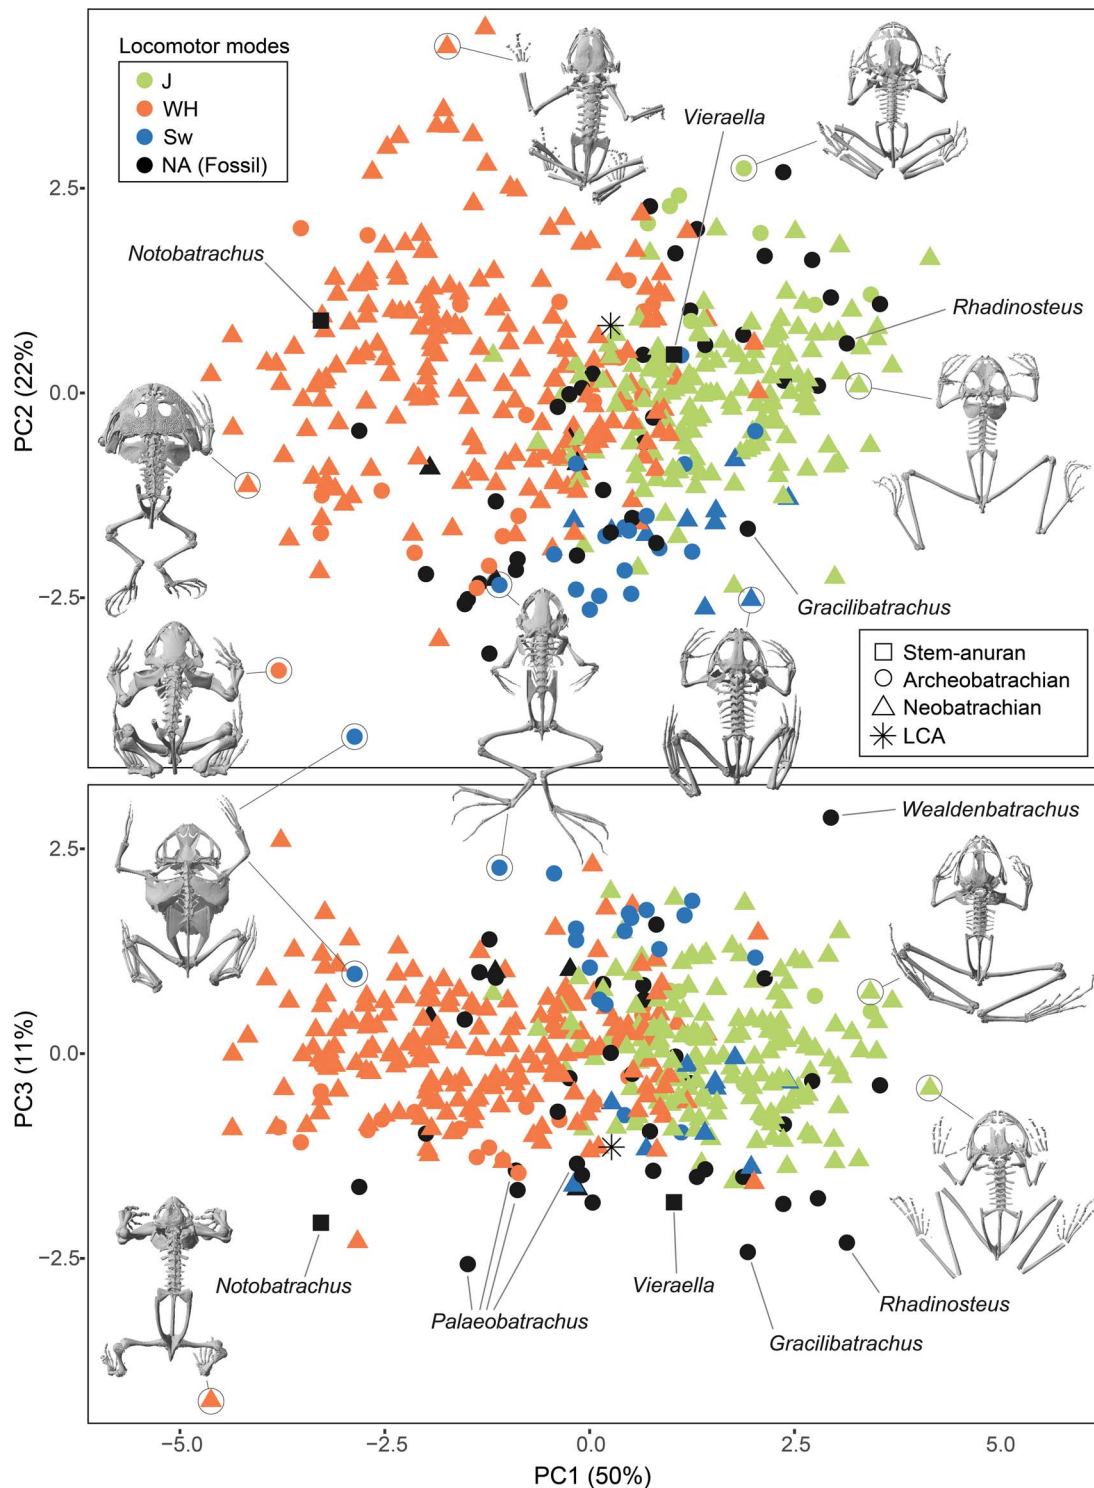 Locomotor modes
J
WH
Sw
NA (Fossil)
Vieraella
Notobatrachus
Rhadinosteus
Gracilibatrachus
2.5
0.0
−2.5
PC2 (22%)
Stem-anuran
Archeobatrachian
Neobatrachian
LCA
Wealdenbatrachus
2.5
0.0
−2.5
PC3 (11%)
Notobatrachus
Palaeobatrachus
Vieraella
Gracilibatrachus
Rhadinosteus
−5.0 −2.5 0.0 2.5 5.0
PC1 (50%)